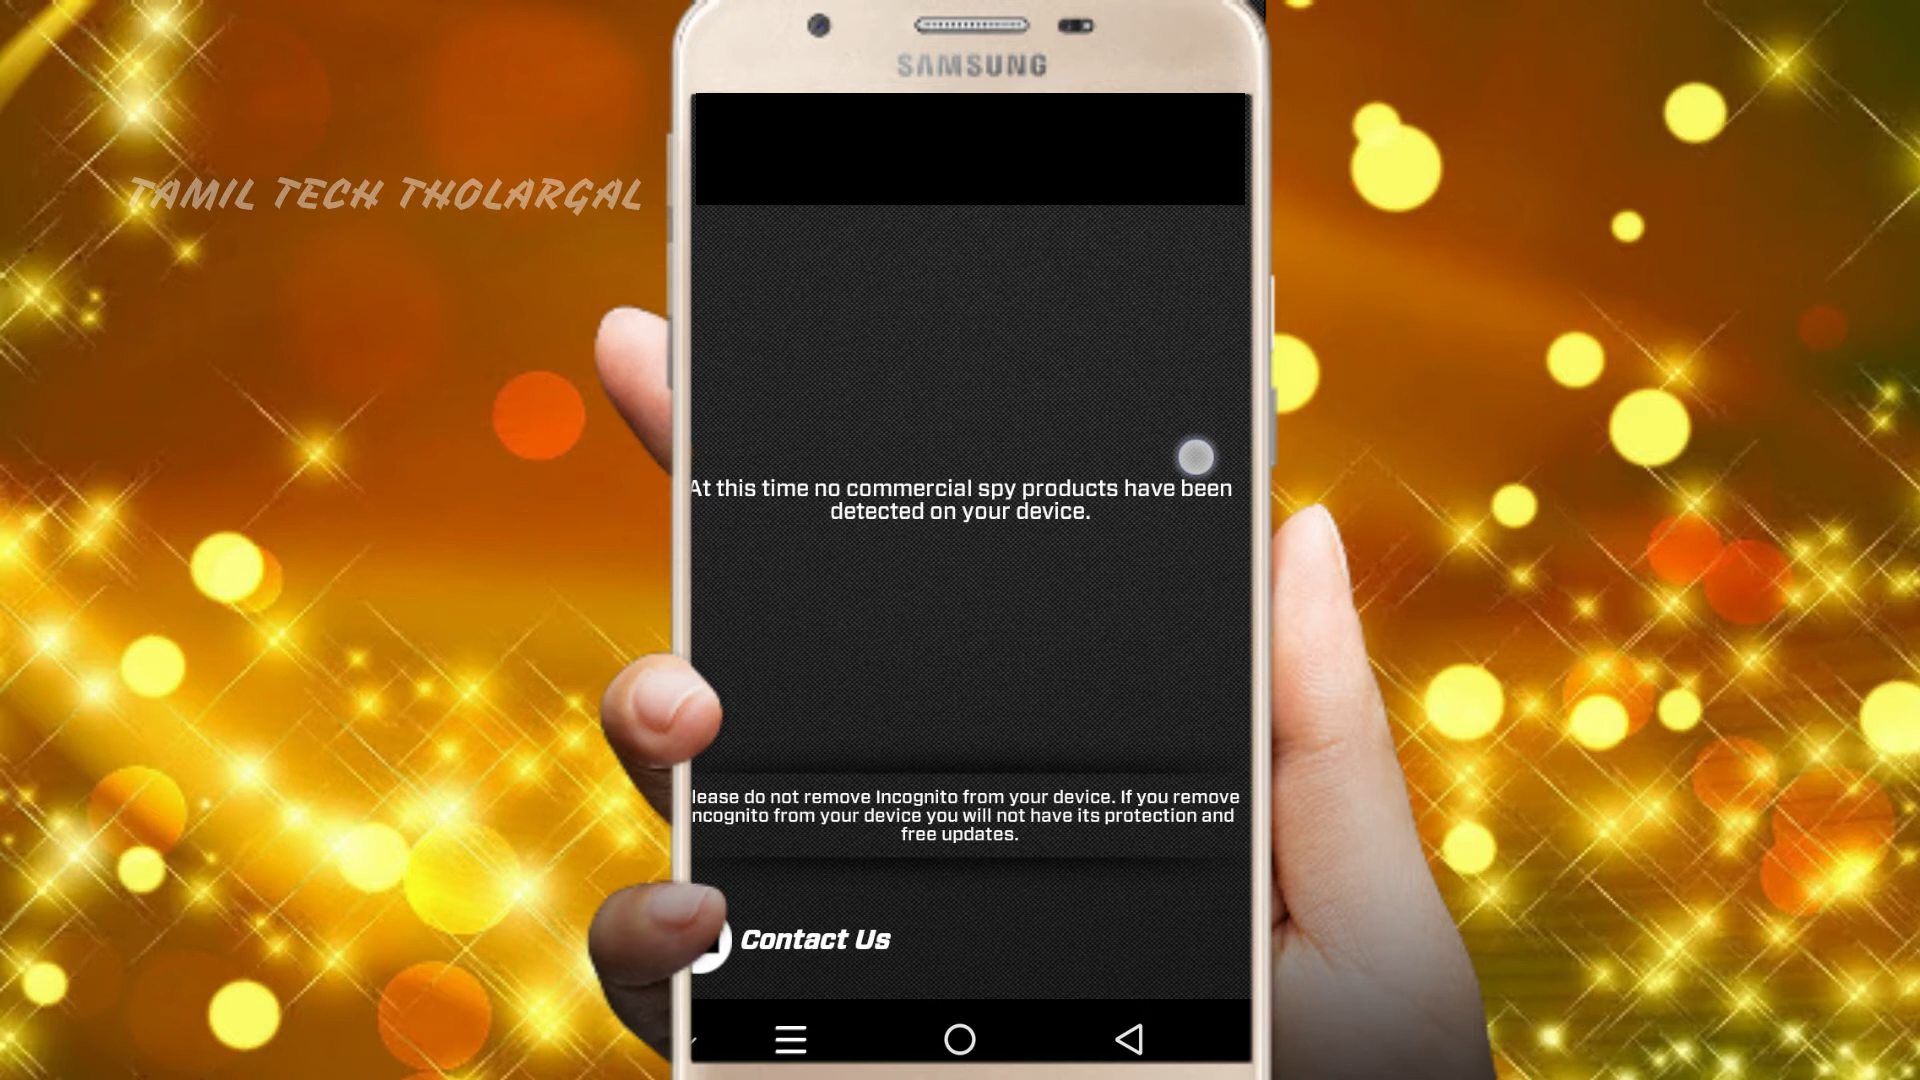 SAMSUNG
TAMIL TECH THOLARGAL
At this time no commercial spy products have been
detected on your device.
lease do not remove Incognito from your device. If you remove
ncognito from your device you will not have its protection and
free updates.
Contact Us